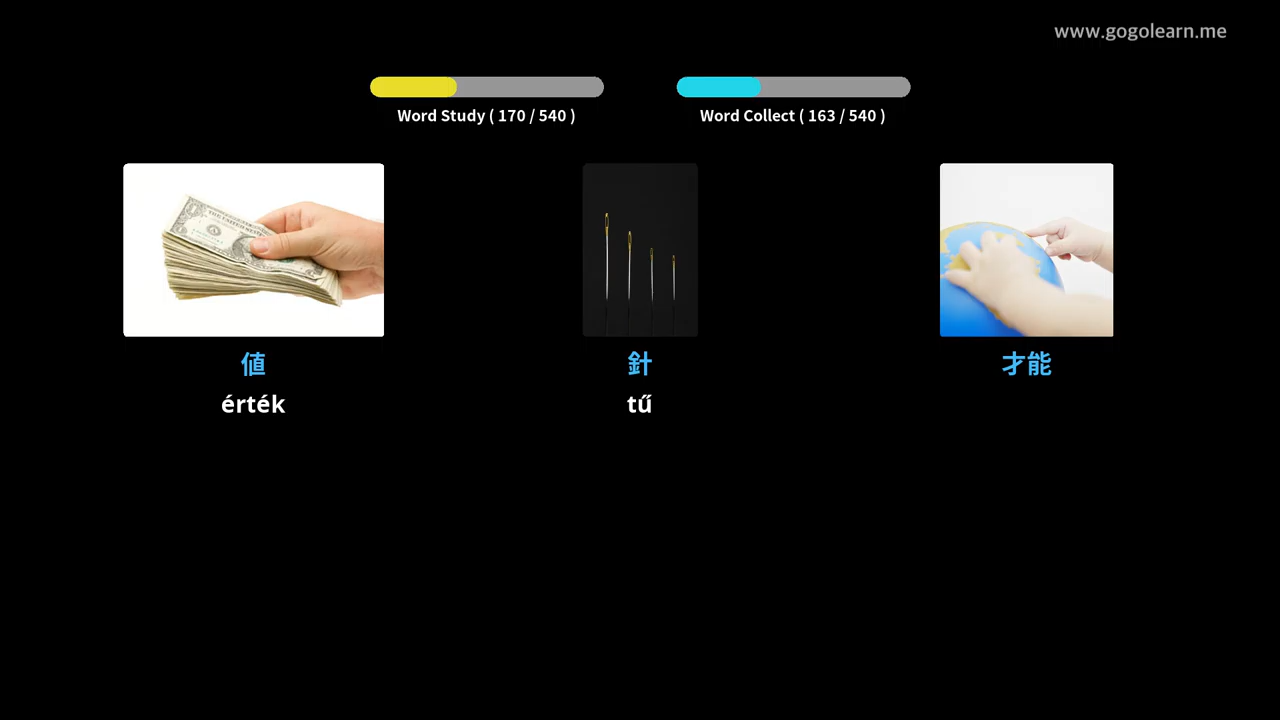 www.gogolearn.me
Word Study ( 170 / 540 )
Word Collect ( 163 / 540 )
値
針
才能
érték
tű